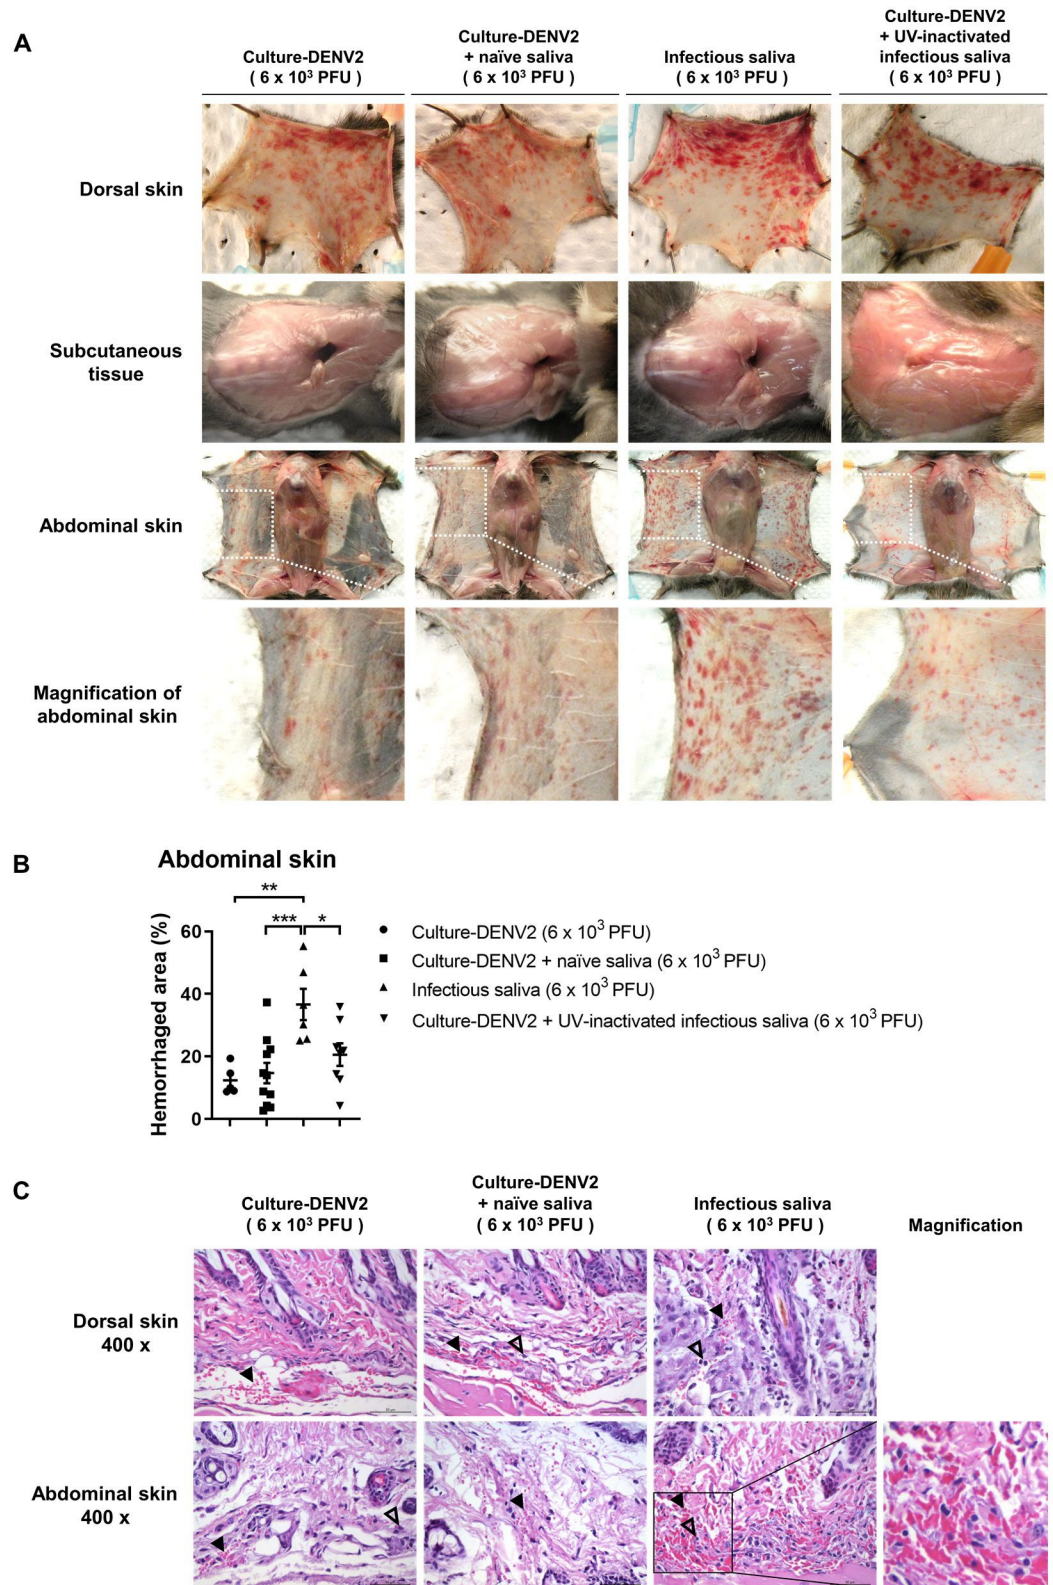 A
Culture-DENV2
( 6 x 10³ PFU )
Culture-DENV2
+ naïve saliva
( 6 x 10³ PFU )
Infectious saliva
( 6 x 10³ PFU )
Culture-DENV2
+ UV-inactivated
infectious saliva
( 6 x 10³ PFU )
Dorsal skin
Subcutaneous
tissue
Abdominal skin
Magnification of
abdominal skin
B
Abdominal skin
**
***
*
Hemorrhaged area (%)
60
40
20
0
Culture-DENV2 (6 x 10³ PFU)
Culture-DENV2 + naïve saliva (6 x 10³ PFU)
Infectious saliva (6 x 10³ PFU)
Culture-DENV2 + UV-inactivated infectious saliva (6 x 10³ PFU)
C
Culture-DENV2
( 6 x 10³ PFU )
Culture-DENV2
+ naïve saliva
( 6 x 10³ PFU )
Infectious saliva
( 6 x 10³ PFU )
Magnification
Dorsal skin
400 x
Abdominal skin
400 x